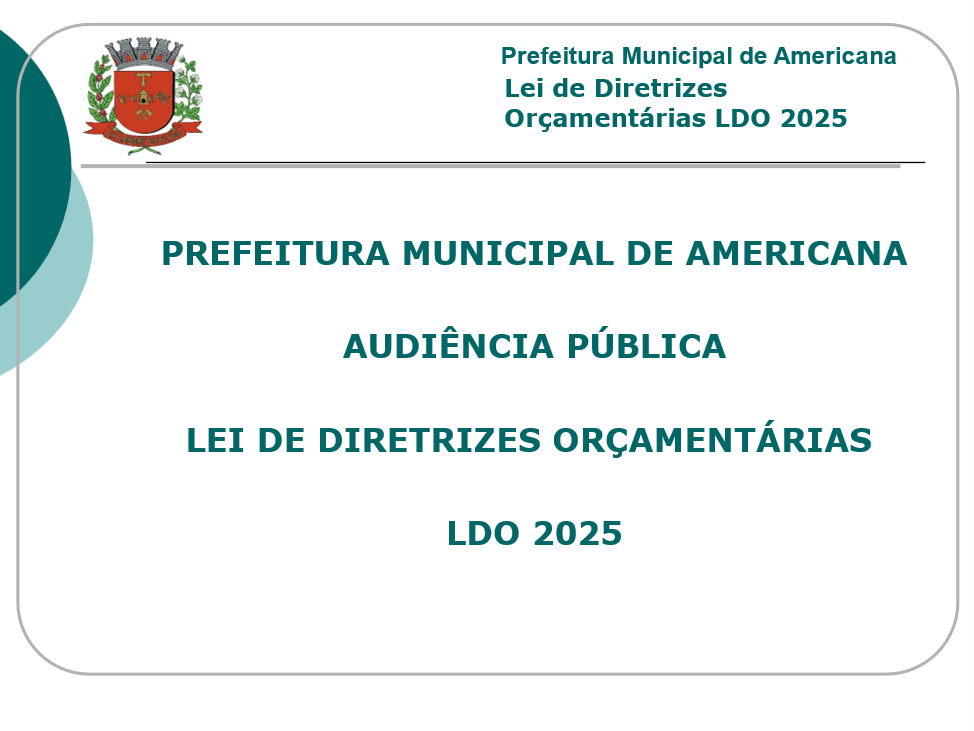 Prefeitura Municipal de Americana
Lei de Diretrizes
Orçamentárias LDO 2025
PREFEITURA MUNICIPAL DE AMERICANA
AUDIÊNCIA PÚBLICA
LEI DE DIRETRIZES ORÇAMENTÁRIAS
LDO 2025